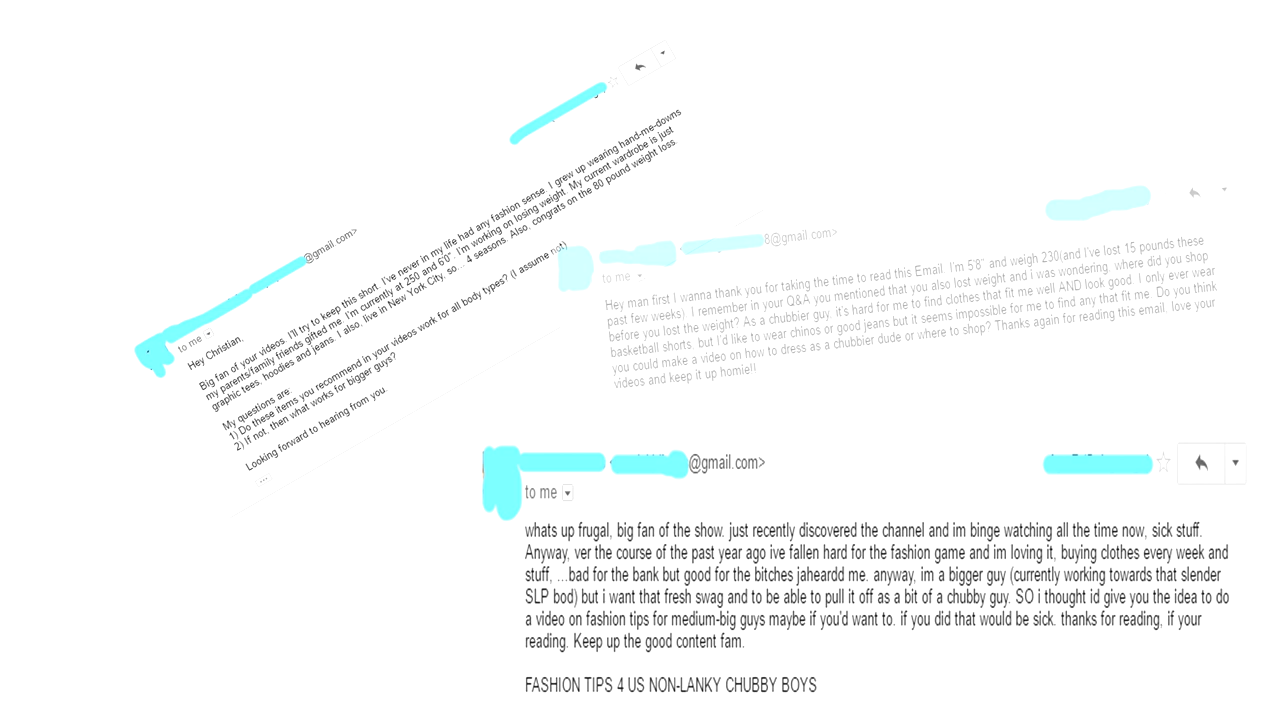 @gmail.com>
to me
Hey Christian,
Big fan of your videos. I'll try to keep this short. I've never in my life had any fashion sense. I grew up wearing hand-me-downs
my parents/family friends gifted me. I'm currently at 250 and 6'0". I'm working on losing weight. My current wardrobe is just
graphic tees, hoodies and jeans. I also, live in New York City, so... 4 seasons. Also, congrats on the 80 pound weight loss.
My questions are:
1) Do these items you recommend in your videos work for all body types? (I assume not)
2) If not, then what works for bigger guys?
Looking forward to hearing from you.
...
8@gmail.com>
to me
Hey man first I wanna thank you for taking the time to read this Email. I'm 5'8" and weigh 230(and I've lost 15 pounds these
past few weeks). I remember in your Q&A you mentioned that you also lost weight and i was wondering, where did you shop
before you lost the weight? As a chubbier guy, it's hard for me to find clothes that fit me well AND look good. I only ever wear
basketball shorts, but I'd like to wear chinos or good jeans but it seems impossible for me to find any that fit me. Do you think
you could make a video on how to dress as a chubbier dude or where to shop? Thanks again for reading this email, love your
videos and keep it up homie!!
@gmail.com>
to me
whats up frugal, big fan of the show. just recently discovered the channel and im binge watching all the time now, sick stuff.
Anyway, ver the course of the past year ago ive fallen hard for the fashion game and im loving it, buying clothes every week and
stuff, ...bad for the bank but good for the bitches jaheardd me. anyway, im a bigger guy (currently working towards that slender
SLP bod) but i want that fresh swag and to be able to pull it off as a bit of a chubby guy. SO i thought id give you the idea to do
a video on fashion tips for medium-big guys maybe if you'd want to. if you did that would be sick. thanks for reading, if your
reading. Keep up the good content fam.
FASHION TIPS 4 US NON-LANKY CHUBBY BOYS